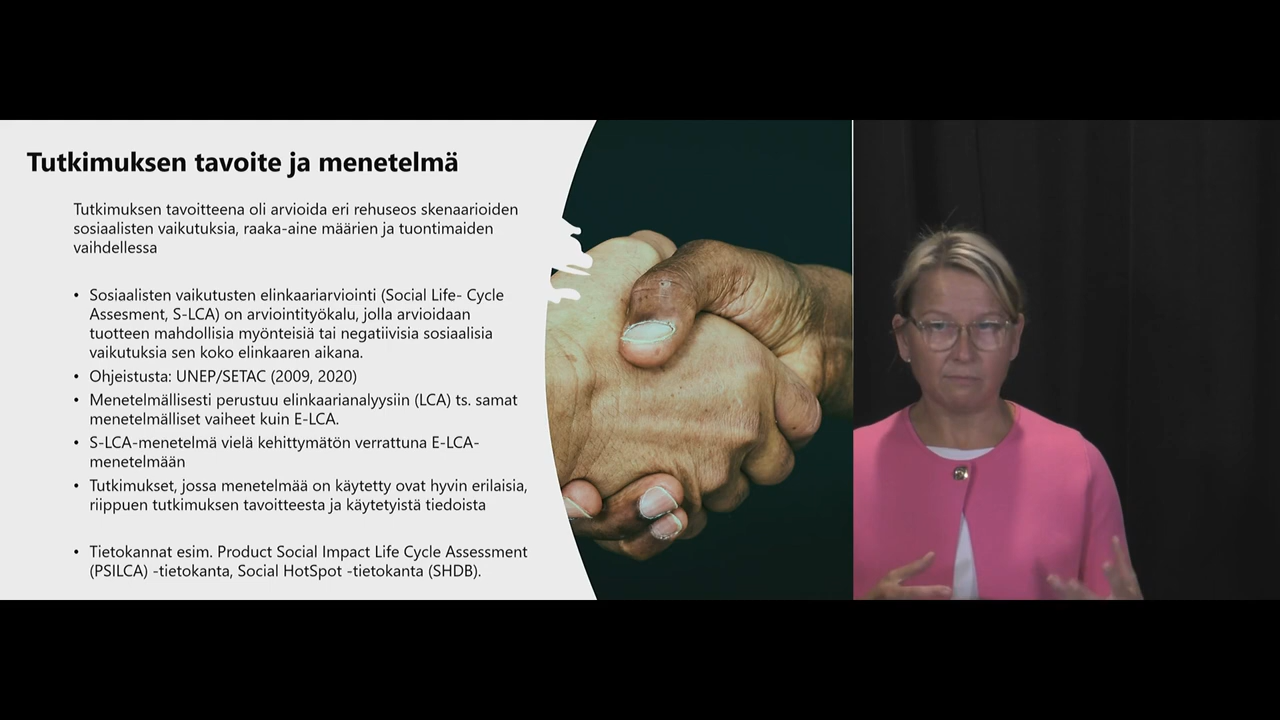 Tutkimuksen tavoite ja menetelmä
Tutkimuksen tavoitteena oli arvioida eri rehuseos skenaarioiden
sosiaalisten vaikutuksia, raaka-aine määrien ja tuontimaiden
vaihdellessa
• Sosiaalisten vaikutusten elinkaariarviointi (Social Life- Cycle
Assesment, S-LCA) on arviointityökalu, jolla arvioidaan
tuotteen mahdollisia myönteisiä tai negatiivisia sosiaalisia
vaikutuksia sen koko elinkaaren aikana.
• Ohjeistusta: UNEP/SETAC (2009, 2020)
• Menetelmällisesti perustuu elinkaarianalyysiin (LCA) ts. samat
menetelmälliset vaiheet kuin E-LCA.
• S-LCA-menetelmä vielä kehittymätön verrattuna E-LCA-
menetelmään
• Tutkimukset, jossa menetelmää on käytetty ovat hyvin erilaisia,
riippuen tutkimuksen tavoitteesta ja käytetyistä tiedoista
• Tietokannat esim. Product Social Impact Life Cycle Assessment
(PSILCA) -tietokanta, Social HotSpot -tietokanta (SHDB).